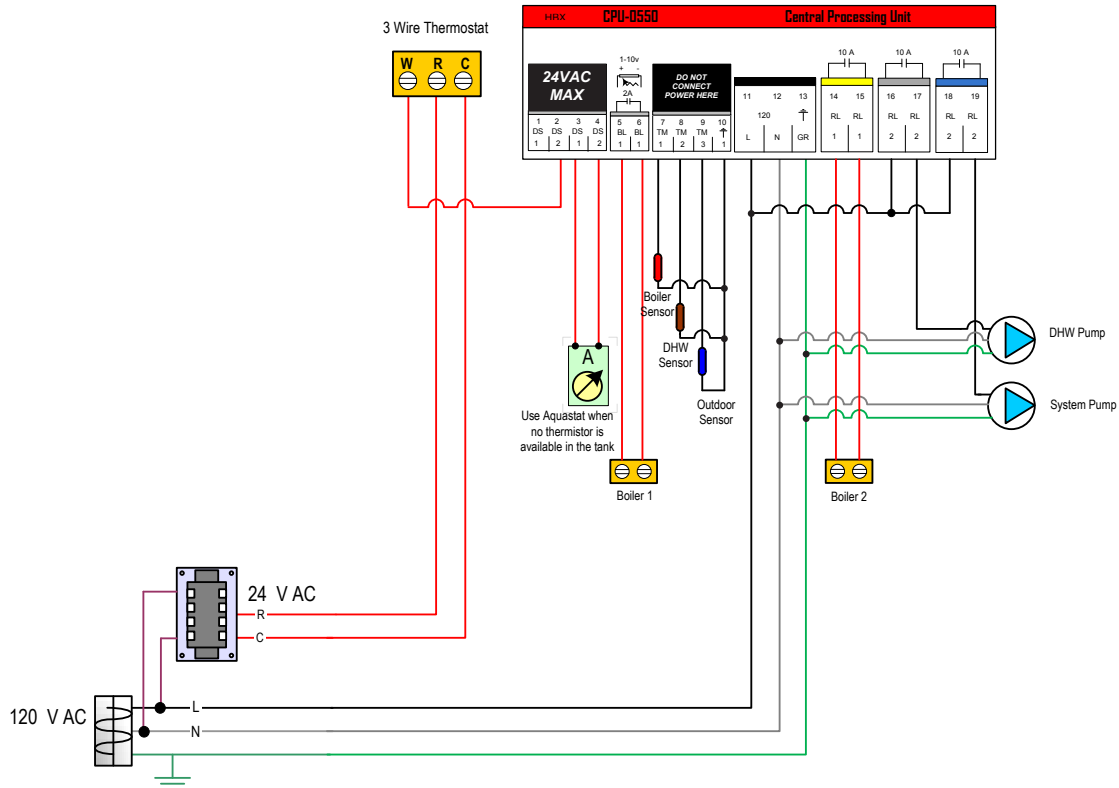 HBX CPU-0550 Central Processing Unit
3 Wire Thermostat
W R C
24VAC
MAX
1-10v
+ -
2A
DO NOT
CONNECT
POWER HERE
10 A 10 A 10 A
1 2 3 4 5 6 7 8 9 10 11 12 13 14 15 16 17 18 19
DS DS DS DS BL BL TM TM TM 120 RL RL RL RL RL RL
1 2 1 2 1 1 1 2 3 1 L N GR 1 1 2 2 2 2
Boiler
Sensor
DHW
Sensor
Outdoor
Sensor
A
Use Aquastat when
no thermistor is
available in the tank
Boiler 1
Boiler 2
DHW Pump
System Pump
24 V AC
R
C
120 V AC
L
N